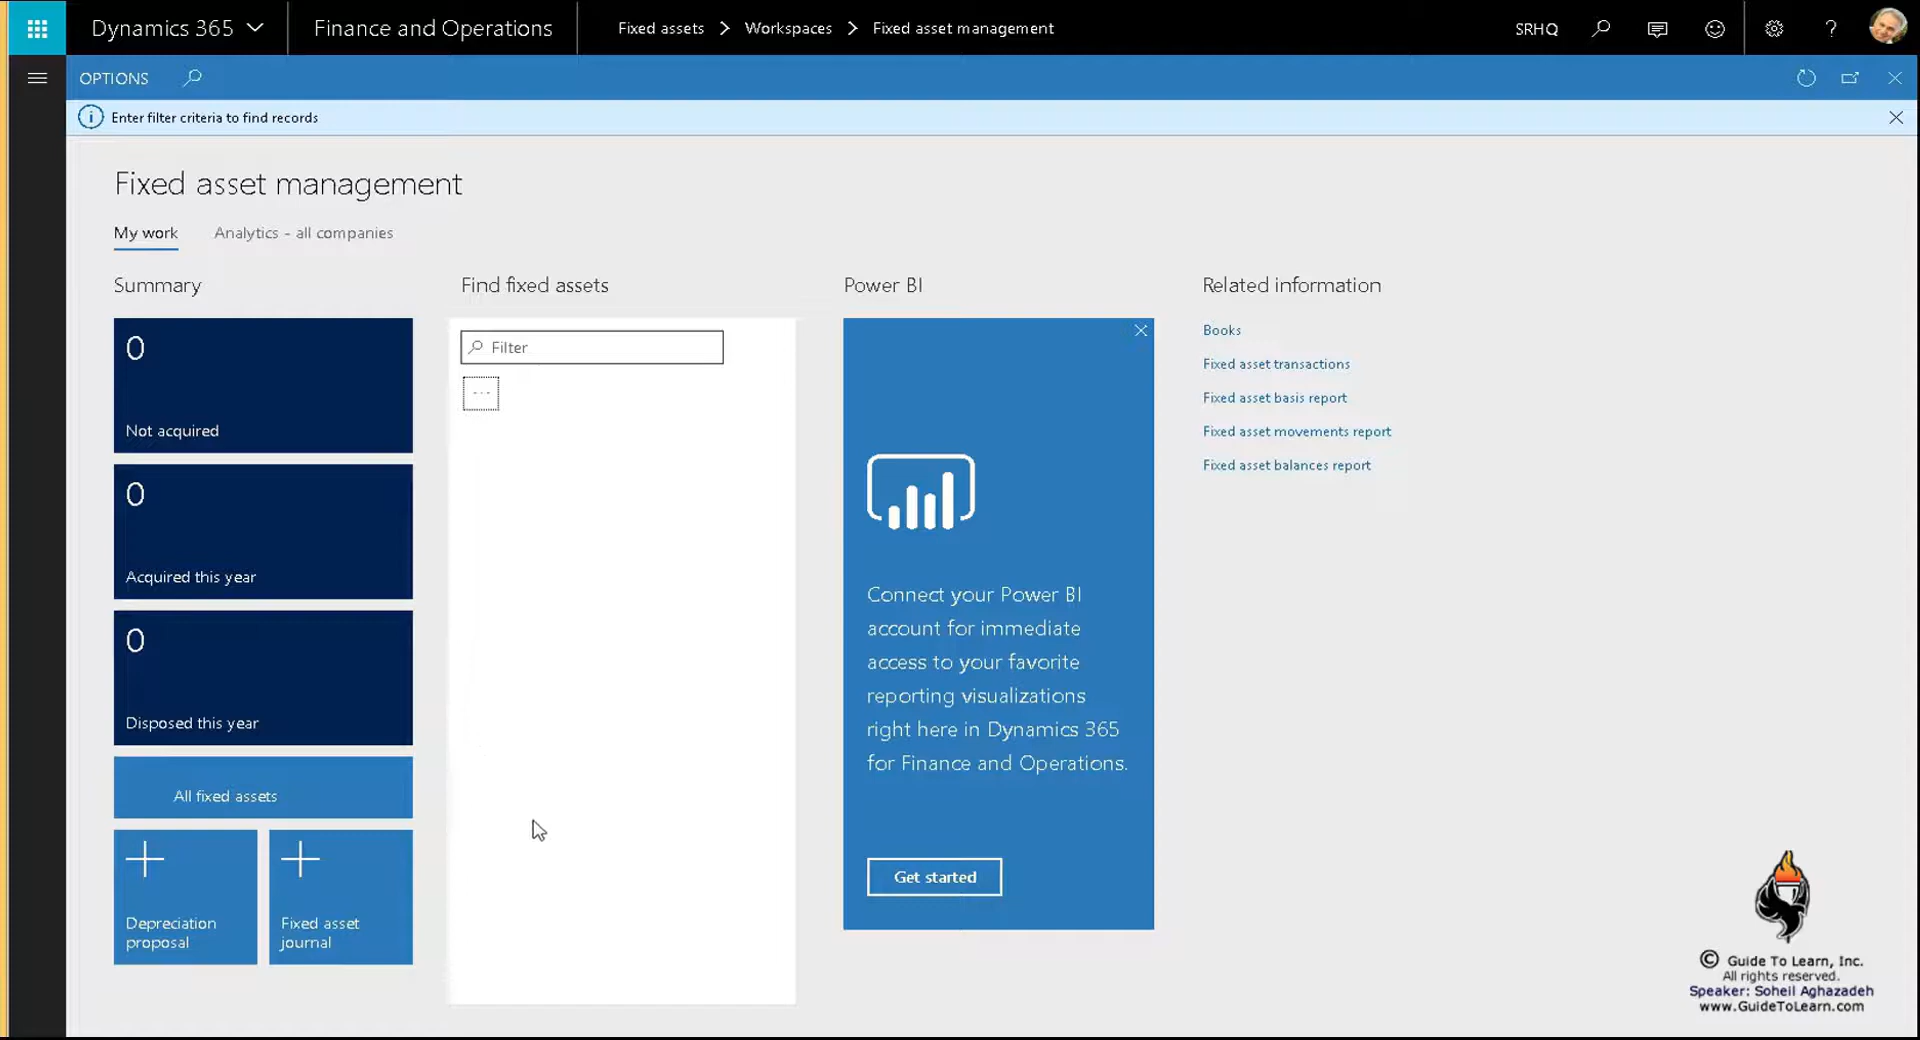 Dynamics 365
Finance and Operations
Fixed assets > Workspaces > Fixed asset management
SRHQ
?
OPTIONS
Enter filter criteria to find records
Fixed asset management
My work
Analytics - all companies
Summary
0
Not acquired
0
Acquired this year
0
Disposed this year
All fixed assets
Depreciation
proposal
Fixed asset
journal
Find fixed assets
Filter
...
Power BI
Connect your Power BI
account for immediate
access to your favorite
reporting visualizations
right here in Dynamics 365
for Finance and Operations.
Get started
Related information
Books
Fixed asset transactions
Fixed asset basis report
Fixed asset movements report
Fixed asset balances report
© Guide To Learn, Inc.
All rights reserved.
Speaker: Soheil Aghazadeh
www.GuideToLearn.com